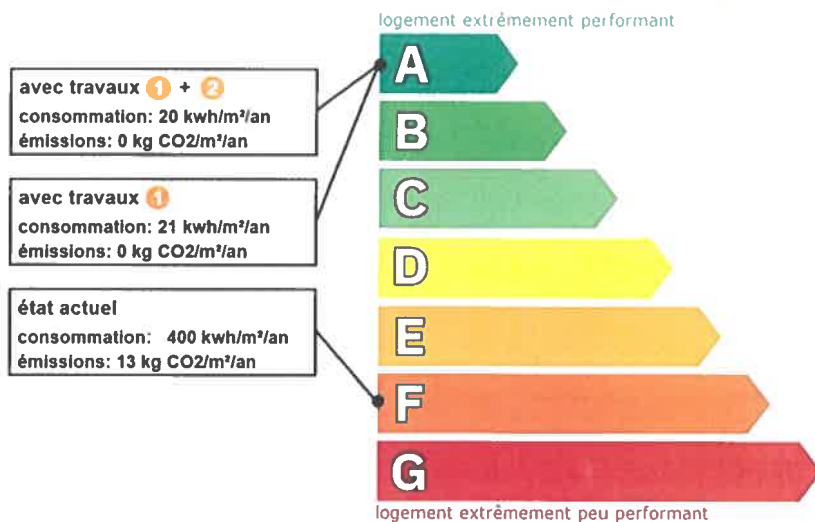 logement extrêmement performant
avec travaux 1 + 2
consommation: 20 kwh/m²/an
émissions: 0 kg CO2/m²/an
avec travaux 1
consommation: 21 kwh/m²/an
émissions: 0 kg CO2/m²/an
état actuel
consommation: 400 kwh/m²/an
émissions: 13 kg CO2/m²/an
A
B
C
D
E
F
G
logement extrêmement peu performant